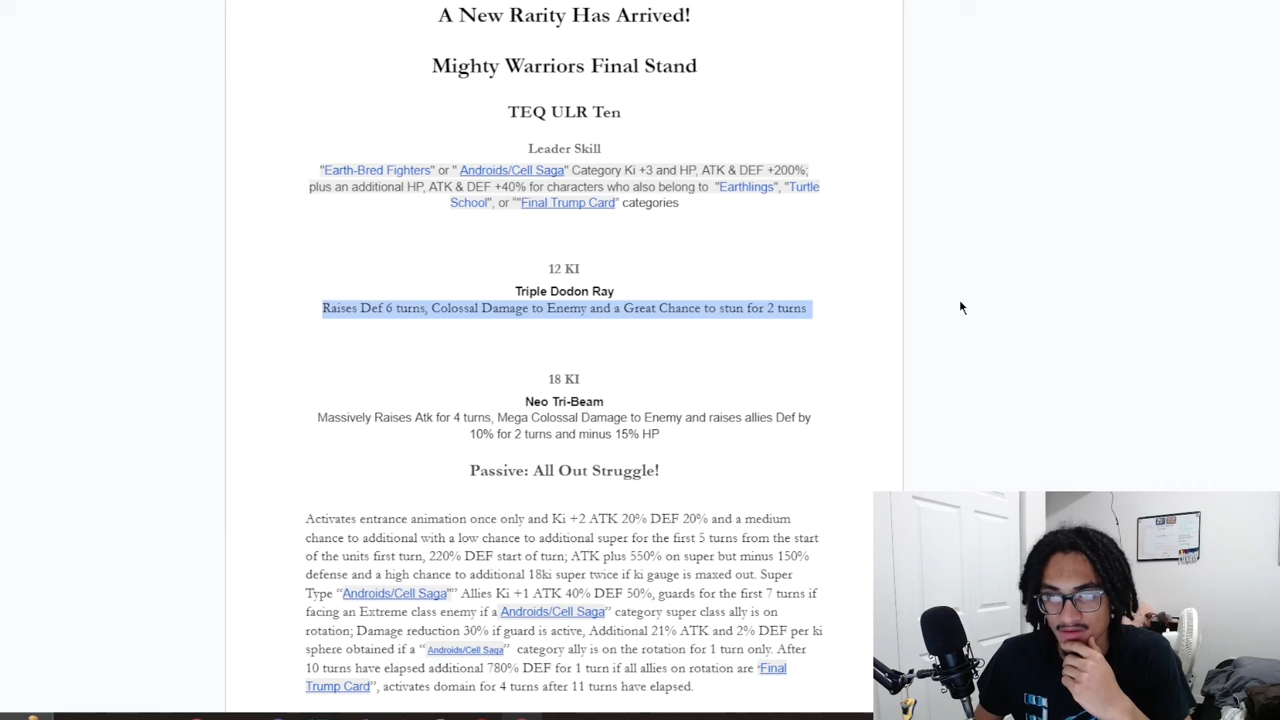 A New Rarity Has Arrived!
Mighty Warriors Final Stand
TEQ ULR Ten
Leader Skill
"Earth-Bred Fighters" or " Androids/Cell Saga" Category Ki +3 and HP, ATK & DEF +200%;
plus an additional HP, ATK & DEF +40% for characters who also belong to "Earthlings", "Turtle
School", or “"Final Trump Card" categories
12 KI
Triple Dodon Ray
Raises Def 6 turns, Colossal Damage to Enemy and a Great Chance to stun for 2 turns
18 KI
Neo Tri-Beam
Massively Raises Atk for 4 turns, Mega Colossal Damage to Enemy and raises allies Def by
10% for 2 turns and minus 15% HP
Passive: All Out Struggle!
Activates entrance animation once only and Ki +2 ATK 20% DEF 20% and a medium
chance to additional with a low chance to additional super for the first 5 turns from the start
of the units first turn, 220% DEF start of turn; ATK plus 550% on super but minus 150%
defense and a high chance to additional 18ki super twice if ki gauge is maxed out. Super
Type “Androids/Cell Saga"” Allies Ki +1 ATK 40% DEF 50%, guards for the first 7 turns if
facing an Extreme class enemy if a Androids/Cell Saga” category super class ally is on
rotation; Damage reduction 30% if guard is active, Additional 21% ATK and 2% DEF per ki
sphere obtained if a “ Androids/Cell Saga” category ally is on the rotation for 1 turn only. After
10 turns have elapsed additional 780% DEF for 1 turn if all allies on rotation are “Final
Trump Card”, activates domain for 4 turns after 11 turns have elapsed.